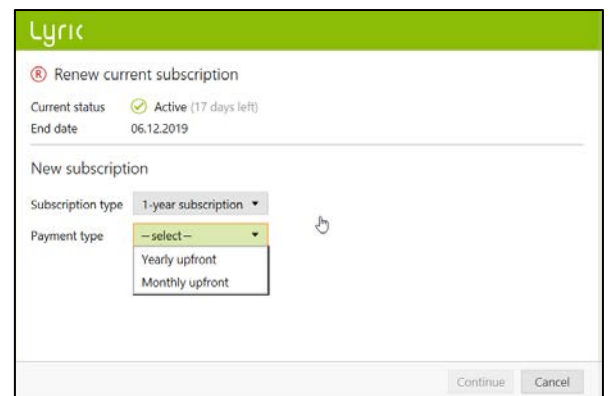 Lyric
® Renew current subscription
Current status Active (17 days left)
End date 06.12.2019
New subscription
Subscription type 1-year subscription
Payment type –select–
Yearly upfront
Monthly upfront
Continue Cancel